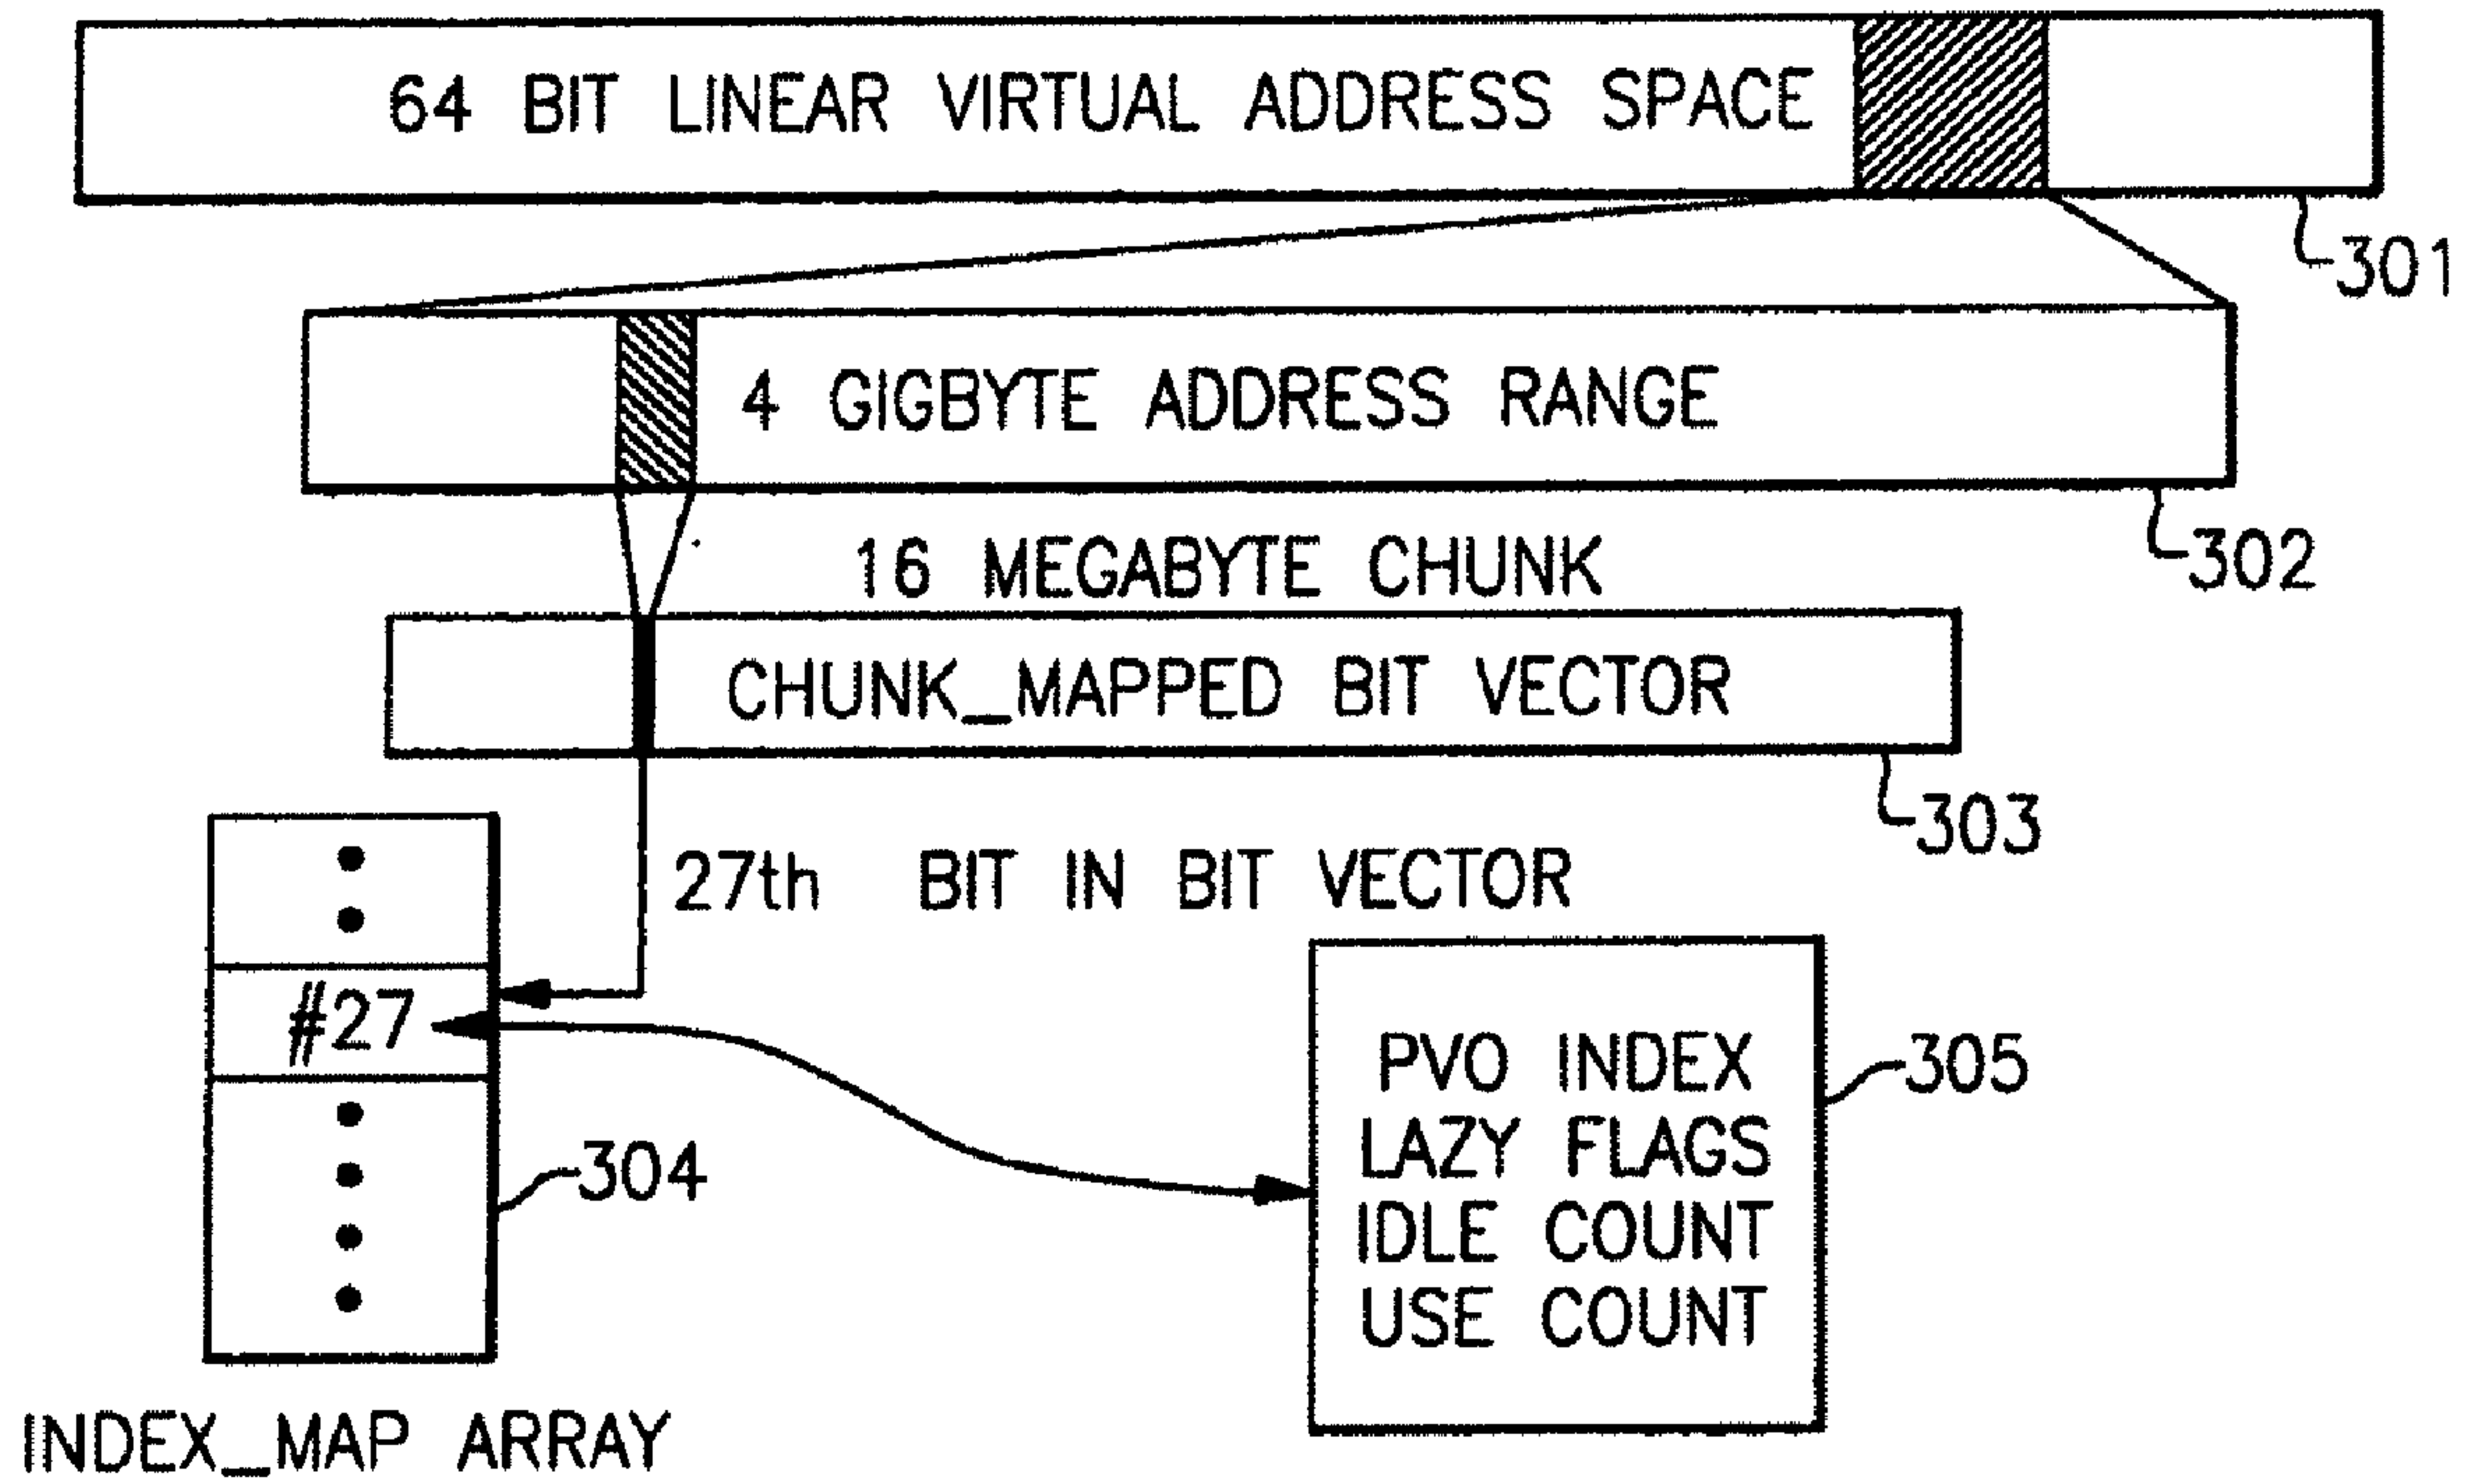 64 BIT LINEAR VIRTUAL ADDRESS SPACE
301
4 GIGBYTE ADDRESS RANGE
302
16 MEGABYTE CHUNK
CHUNK_MAPPED BIT VECTOR
303
27th BIT IN BIT VECTOR
#27
304
PVO INDEX
LAZY FLAGS
IDLE COUNT
USE COUNT
305
INDEX_MAP ARRAY